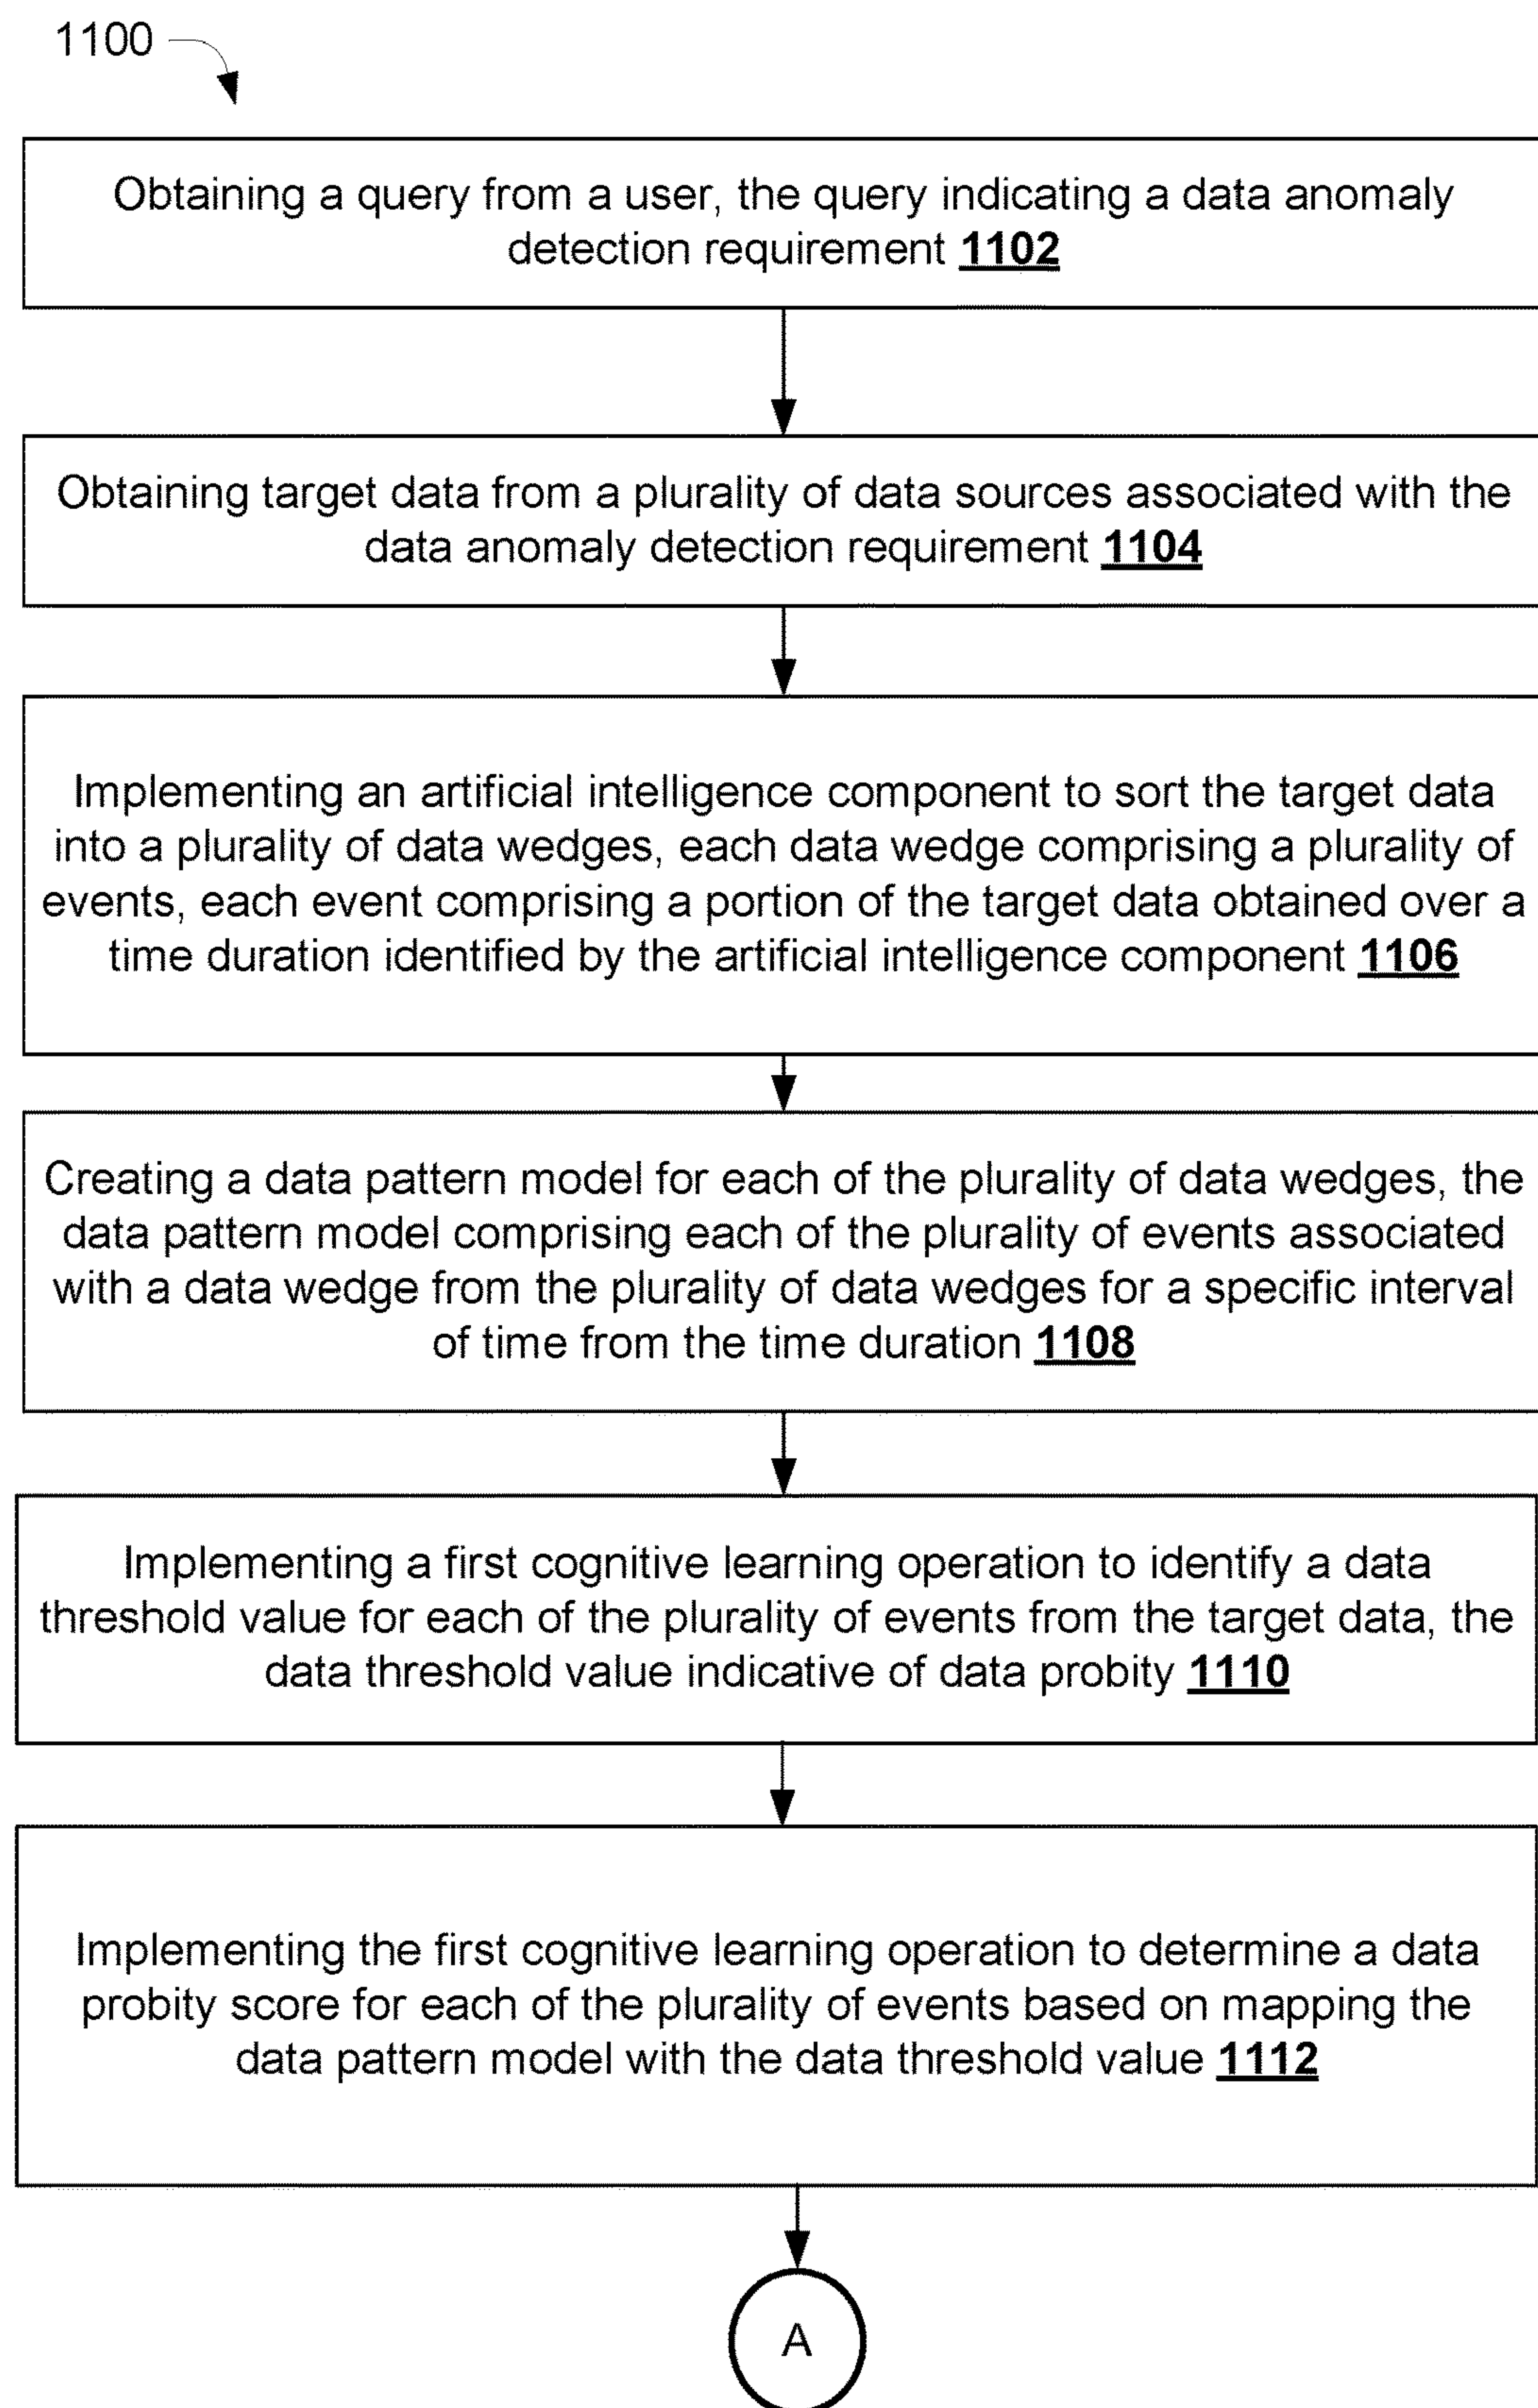 1100
Obtaining a query from a user, the query indicating a data anomaly
detection requirement 1102
Obtaining target data from a plurality of data sources associated with the
data anomaly detection requirement 1104
Implementing an artificial intelligence component to sort the target data
into a plurality of data wedges, each data wedge comprising a plurality of
events, each event comprising a portion of the target data obtained over a
time duration identified by the artificial intelligence component 1106
Creating a data pattern model for each of the plurality of data wedges, the
data pattern model comprising each of the plurality of events associated
with a data wedge from the plurality of data wedges for a specific interval
of time from the time duration 1108
Implementing a first cognitive learning operation to identify a data
threshold value for each of the plurality of events from the target data, the
data threshold value indicative of data probity 1110
Implementing the first cognitive learning operation to determine a data
probity score for each of the plurality of events based on mapping the
data pattern model with the data threshold value 1112
A